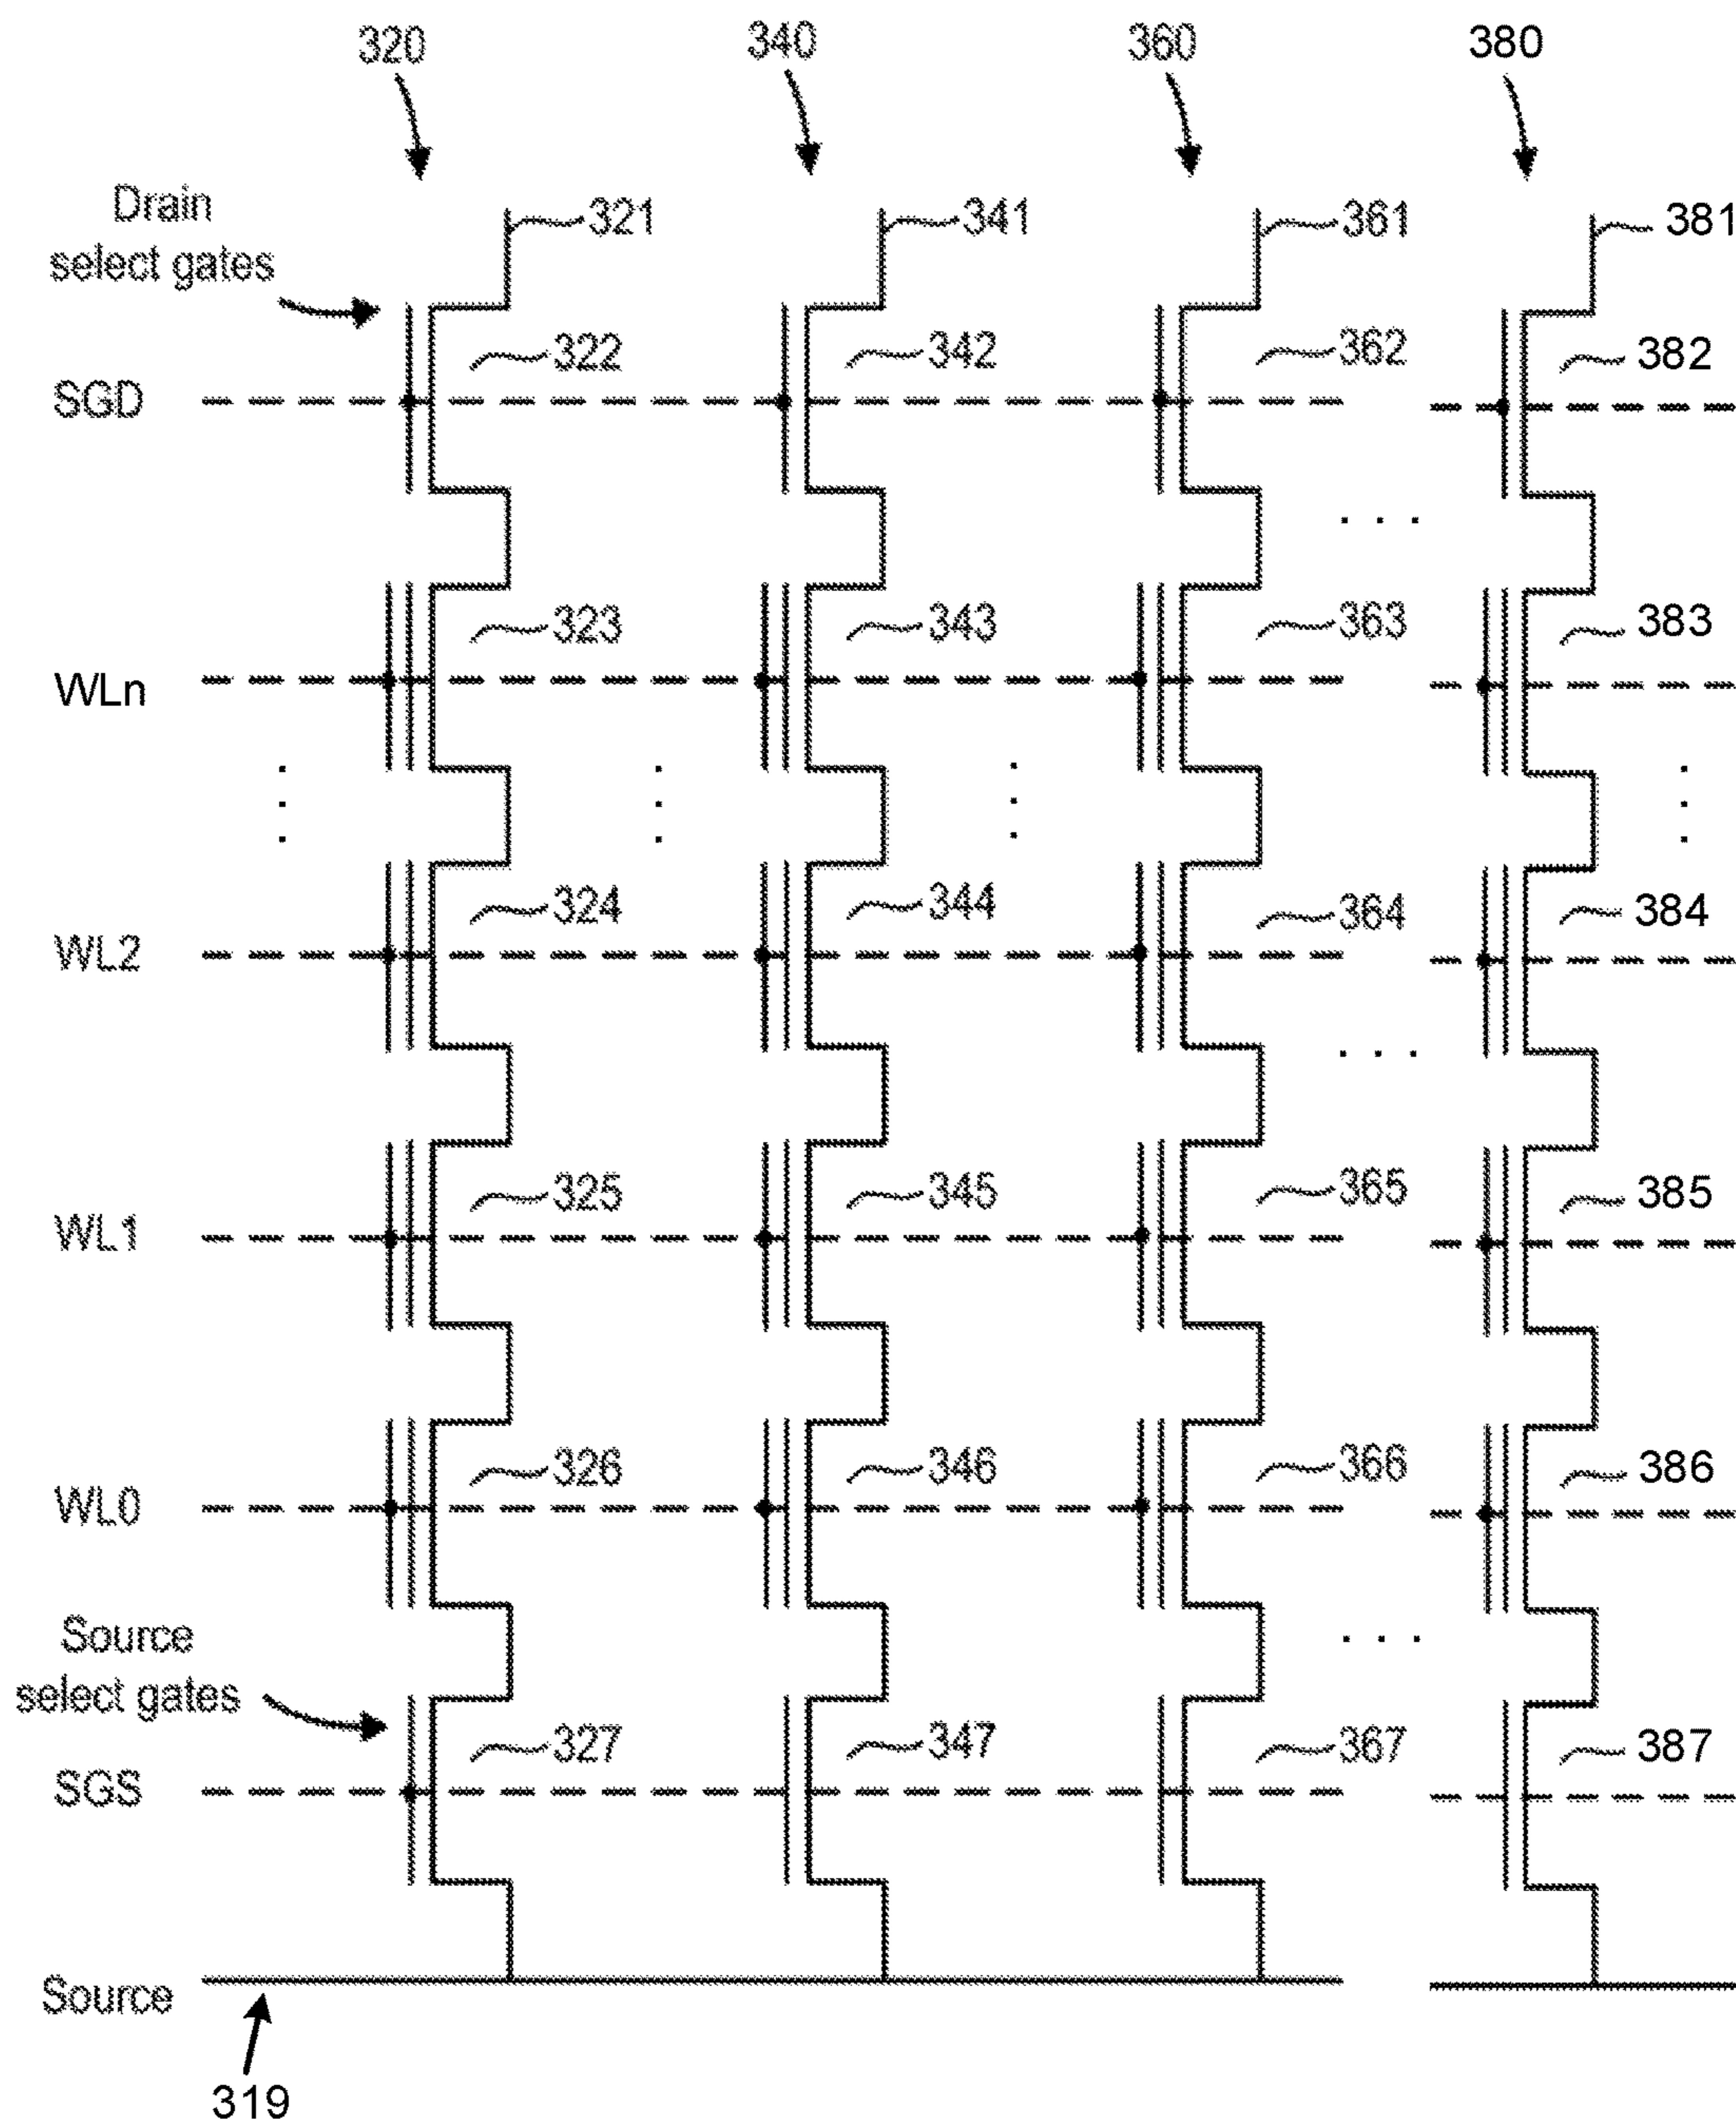 320 340 360 380
Drain
select gates
321 341 361 381
SGD 322 342 362 382
. . .
WLn 323 343 363 383
WL2 324 344 364 384
. . .
WL1 325 345 365 385
WL0 326 346 366 386
Source
select gates
. . .
SGS 327 347 367 387
Source
319